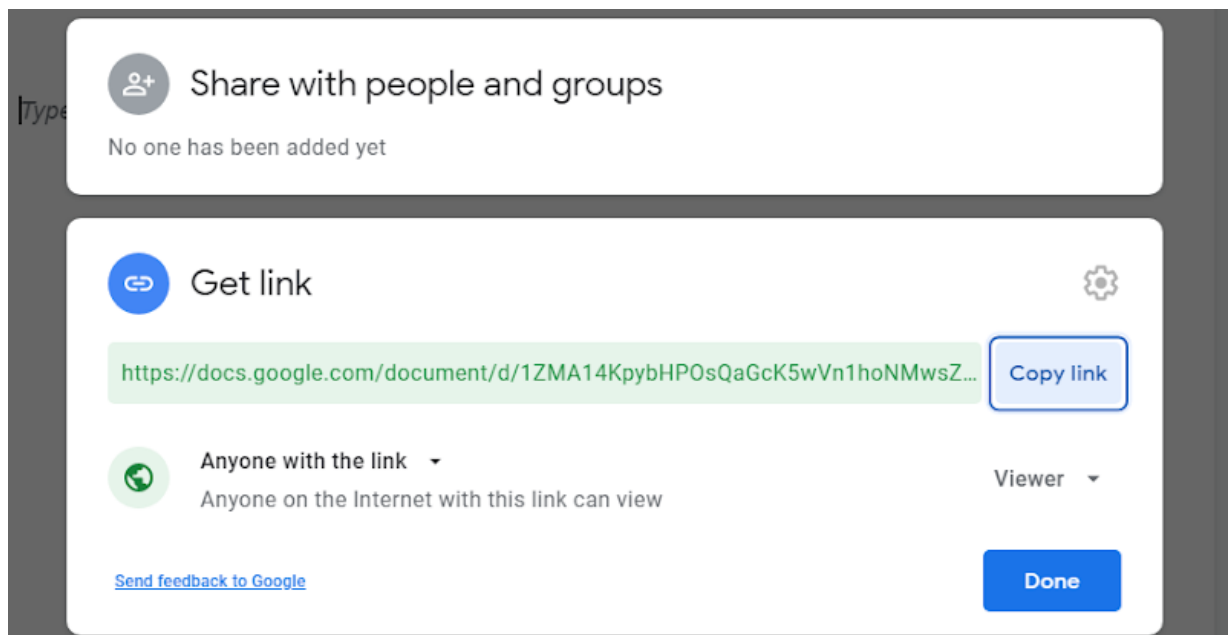 Share with people and groups
Type
No one has been added yet
Get link
https://docs.google.com/document/d/1ZMA14KpybHPOsQaGcK5wVn1hoNMwsZ...
Copy link
Anyone with the link
Anyone on the Internet with this link can view
Viewer
Send feedback to Google
Done